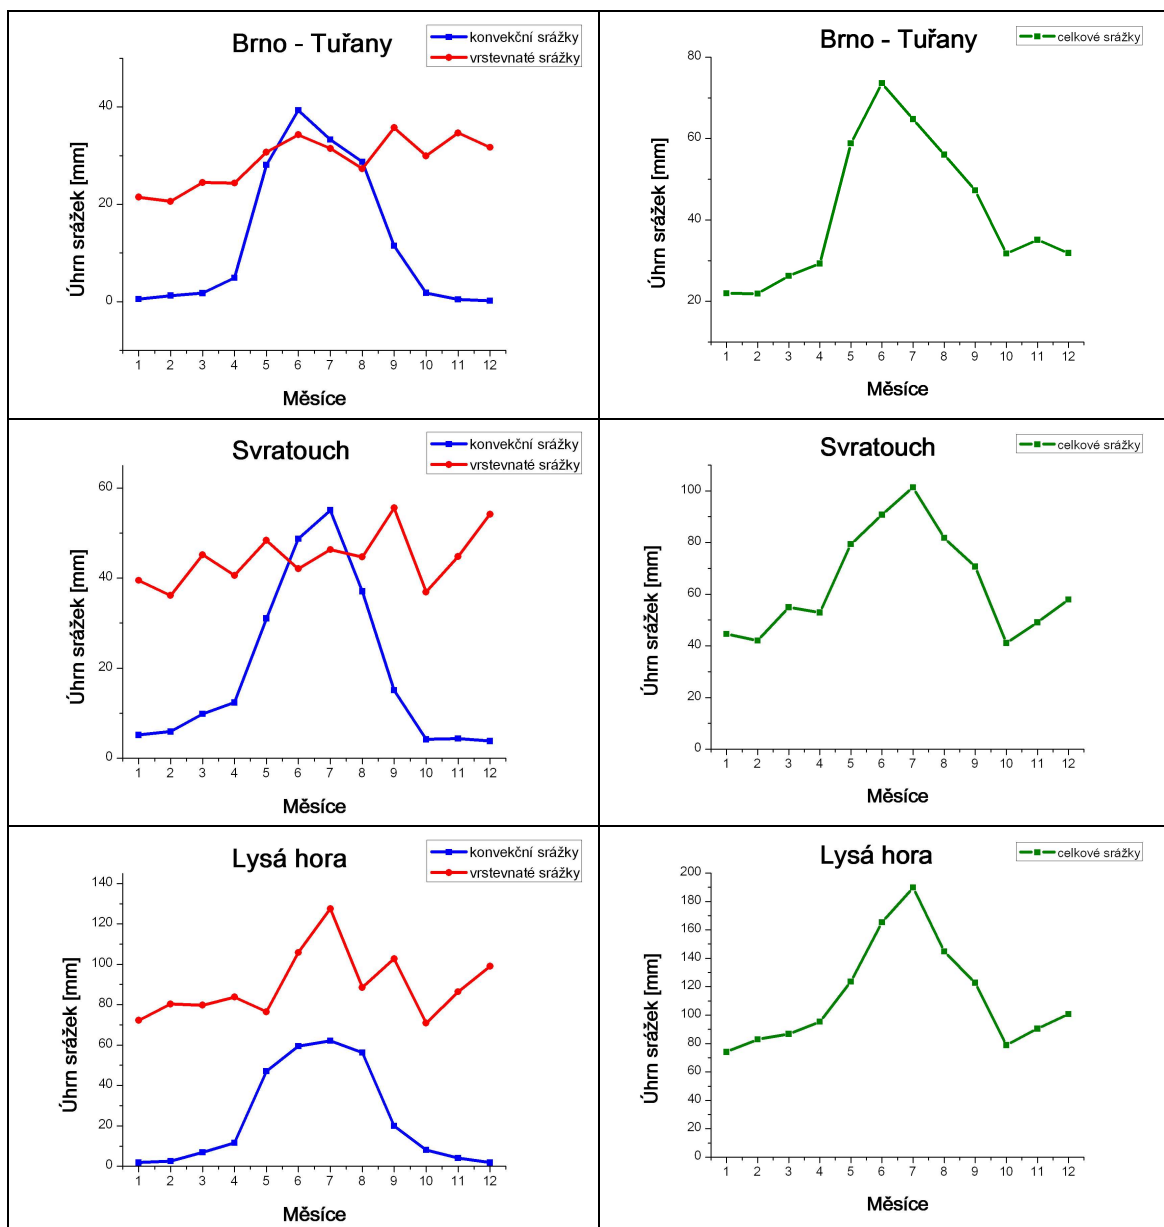 Brno - Tuřany
konvekční srážky
vrstevnaté srážky
Úhrn srážek [mm]
40
20
0
1 2 3 4 5 6 7 8 9 10 11 12
Měsíce
Brno - Tuřany
celkové srážky
Úhrn srážek [mm]
80
60
40
20
1 2 3 4 5 6 7 8 9 10 11 12
Měsíce
Svratouch
konvekční srážky
vrstevnaté srážky
Úhrn srážek [mm]
60
40
20
0
1 2 3 4 5 6 7 8 9 10 11 12
Měsíce
Svratouch
celkové srážky
Úhrn srážek [mm]
100
80
60
40
20
0
1 2 3 4 5 6 7 8 9 10 11 12
Měsíce
Lysá hora
konvekční srážky
vrstevnaté srážky
Úhrn srážek [mm]
140
120
100
80
60
40
20
0
1 2 3 4 5 6 7 8 9 10 11 12
Měsíce
Lysá hora
celkové srážky
Úhrn srážek [mm]
200
180
160
140
120
100
80
60
40
20
0
1 2 3 4 5 6 7 8 9 10 11 12
Měsíce